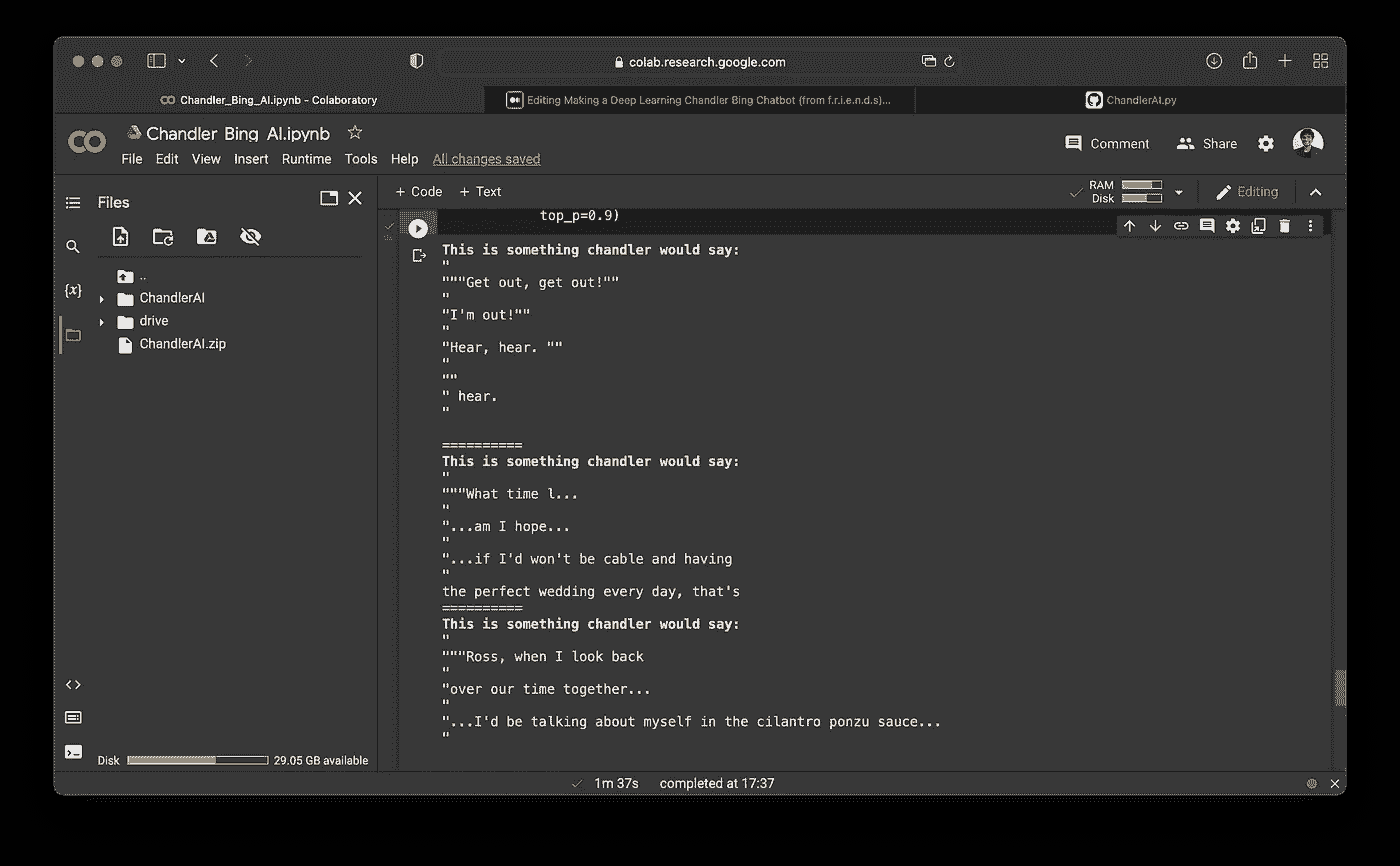 colab.research.google.com
Chandler_Bing_AI.ipynb - Colaboratory
Editing Making a Deep Learning Chandler Bing Chatbot (from f.r.i.e.n.d.s)...
ChandlerAI.py
Chandler_Bing_AI.ipynb
Comment
Share
File Edit View Insert Runtime Tools Help All changes saved
Files
+ Code + Text
RAM
Disk
Editing
{x}
..
ChandlerAI
drive
ChandlerAI.zip
top_p=0.9)
This is something chandler would say:
"
"""Get out, get out!""
"
"I'm out!""
"
"Hear, hear. ""
"
""
" hear.
"
==========
This is something chandler would say:
"
"""What time l...
"
"...am I hope...
"
"...if I'd won't be cable and having
"
the perfect wedding every day, that's
==========
This is something chandler would say:
"
"""Ross, when I look back
"
"over our time together...
"
"...I'd be talking about myself in the cilantro ponzu sauce...
"
Disk 29.05 GB available
1m 37s completed at 17:37